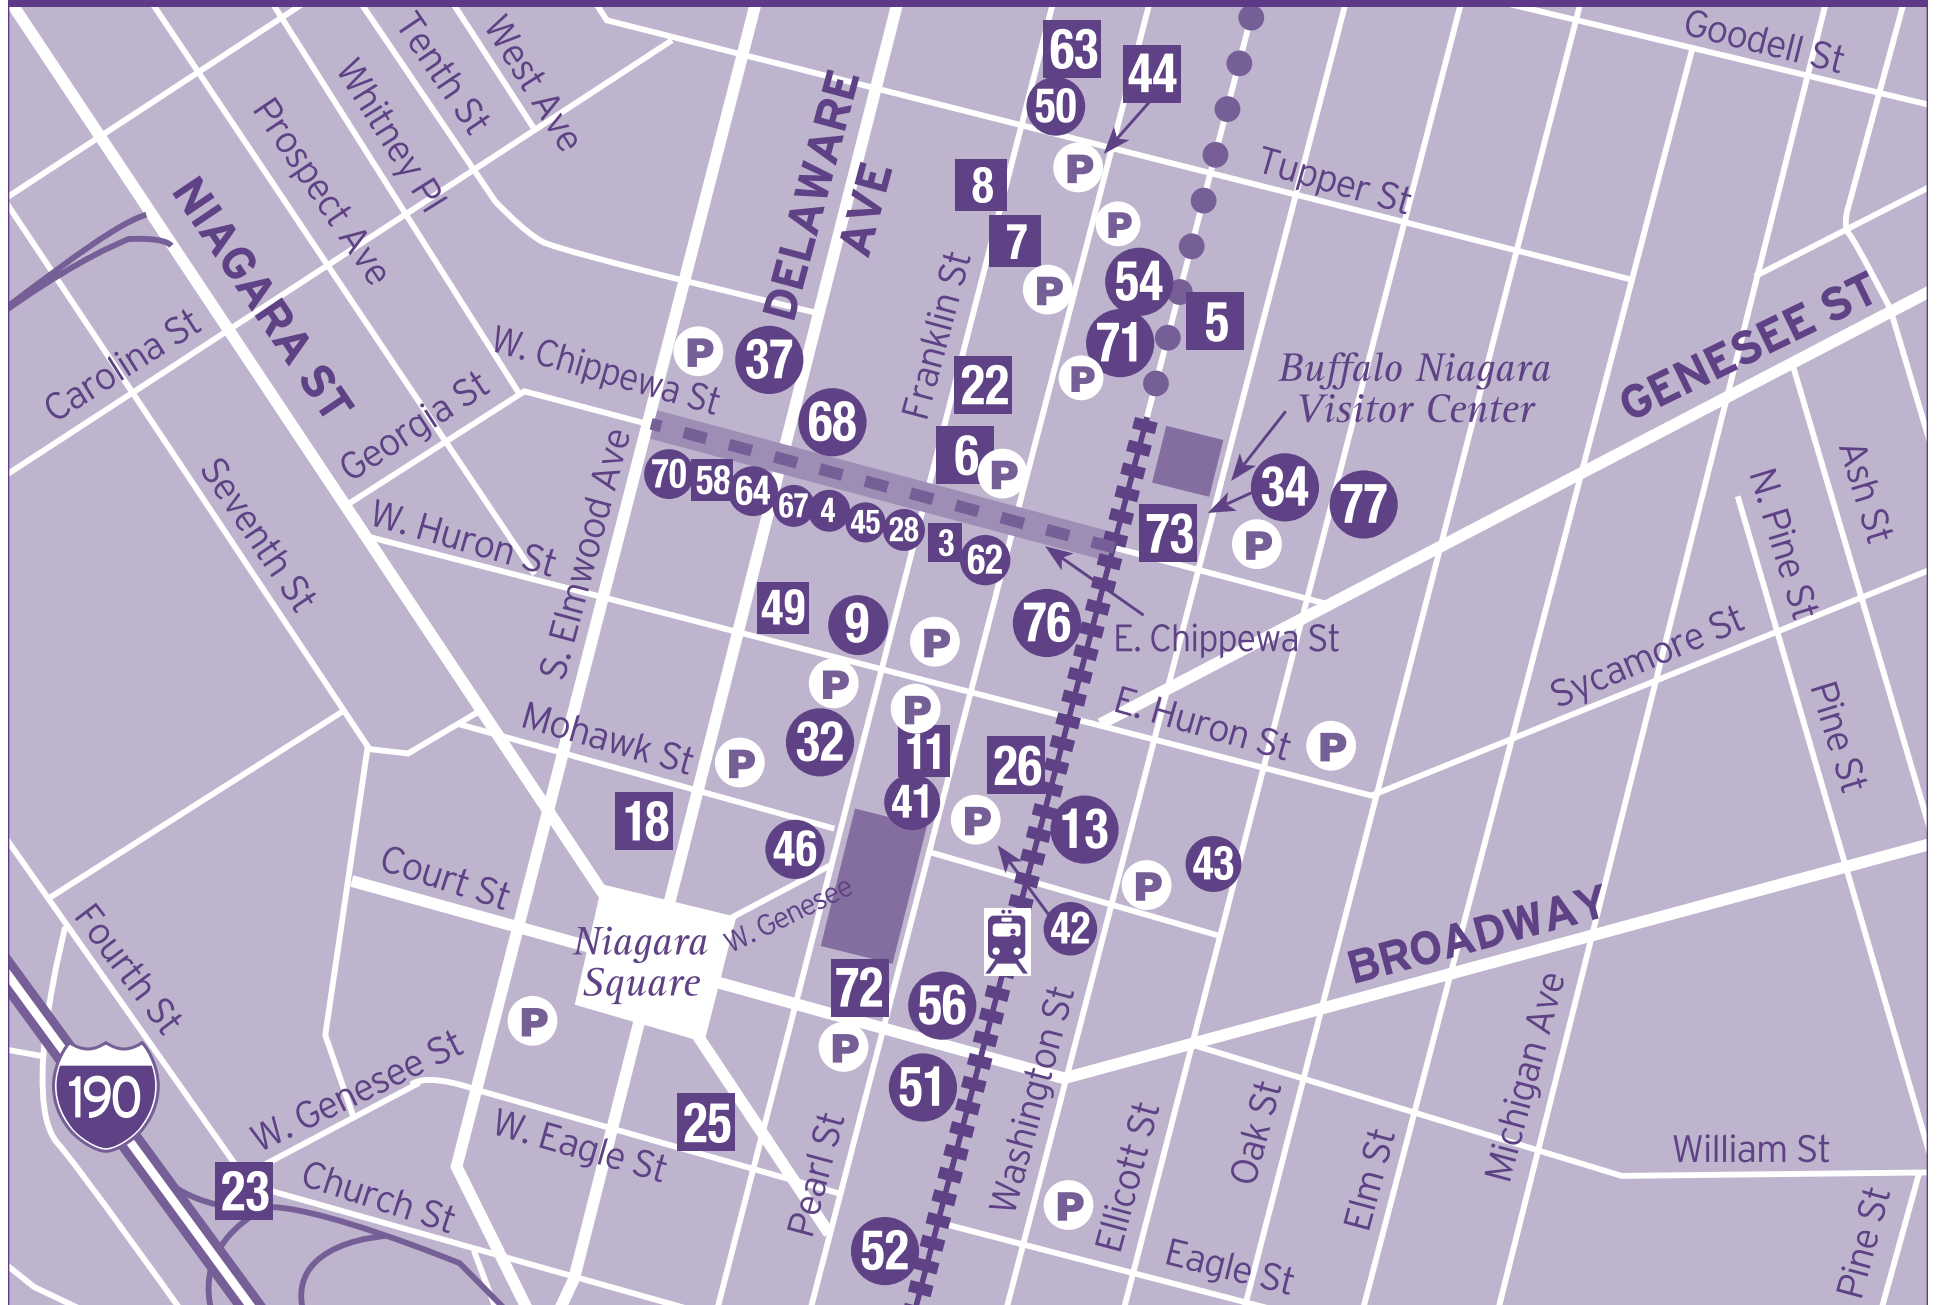 Goodell St
63
44
West Ave
Tenth St
50
Whitney Pl
DELAWARE
AVE
Prospect Ave
P
Tupper St
8
NIAGARA ST
P
7
54
P
Franklin St
5
GENESEE ST
Carolina St
W. Chippewa St
P
37
71
P
Buffalo Niagara
Visitor Center
22
68
Georgia St
6
P
Ash St
S. Elmwood Ave
70
58
64
67
4
45
28
3
62
34
77
73
P
N. Pine St
Seventh St
W. Huron St
49
9
76
P
E. Chippewa St
Sycamore St
P
P
E. Huron St
P
Pine St
Mohawk St
P
32
11
26
41
18
46
P
13
43
P
Court St
W. Genesee
42
BROADWAY
Niagara
Square
Fourth St
72
56
P
P
Washington St
Michigan Ave
190
W. Genesee St
51
25
W. Eagle St
Pearl St
Ellicott St
Oak St
Elm St
William St
23
Church St
P
52
Eagle St
Pine St